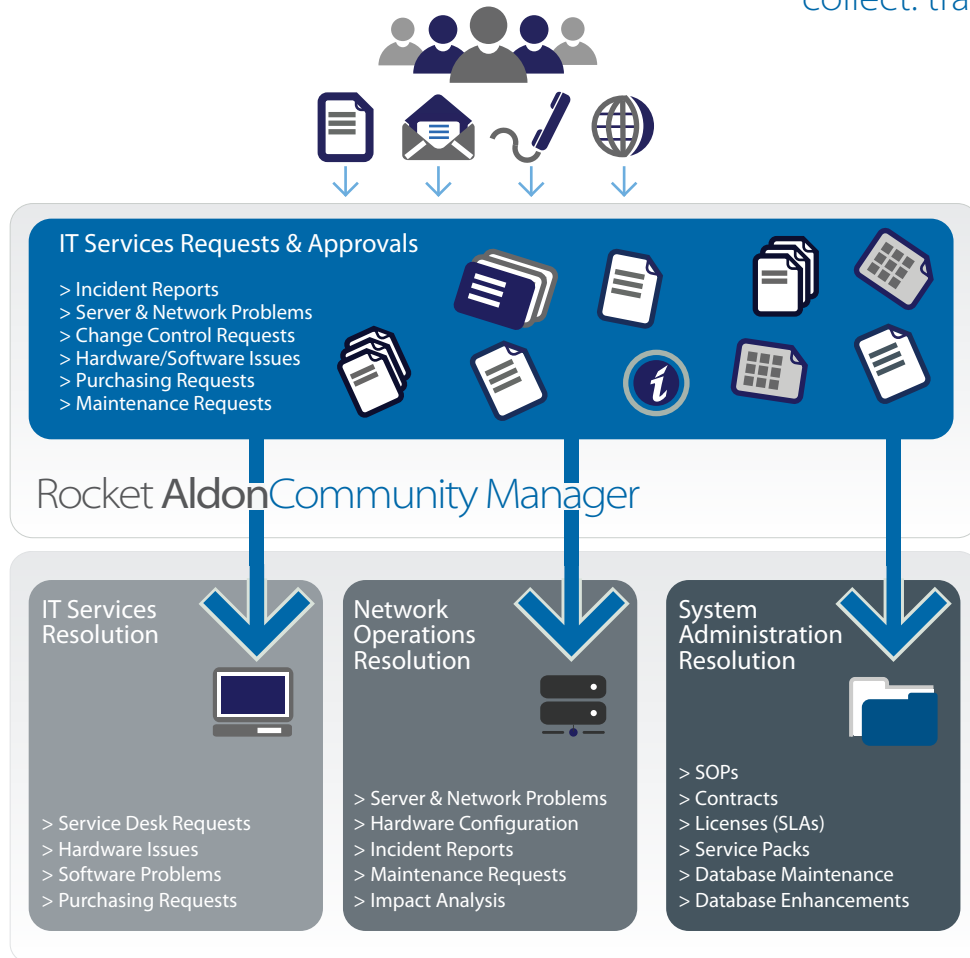 collect. tra
IT Services Requests & Approvals
> Incident Reports
> Server & Network Problems
> Change Control Requests
> Hardware/Software Issues
> Purchasing Requests
> Maintenance Requests
i
Rocket AldonCommunity Manager
IT Services
Resolution
> Service Desk Requests
> Hardware Issues
> Software Problems
> Purchasing Requests
Network
Operations
Resolution
> Server & Network Problems
> Hardware Configuration
> Incident Reports
> Maintenance Requests
> Impact Analysis
System
Administration
Resolution
> SOPs
> Contracts
> Licenses (SLAs)
> Service Packs
> Database Maintenance
> Database Enhancements